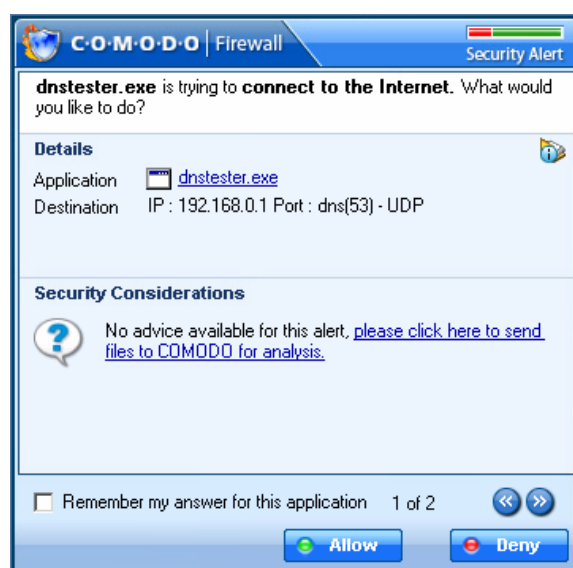 C·O·M·O·D·O | Firewall
Security Alert
dnstester.exe is trying to connect to the Internet. What would
you like to do?
Details
Application dnstester.exe
Destination IP : 192.168.0.1 Port : dns(53) - UDP
Security Considerations
No advice available for this alert, please click here to send
files to COMODO for analysis.
Remember my answer for this application 1 of 2
Allow Deny